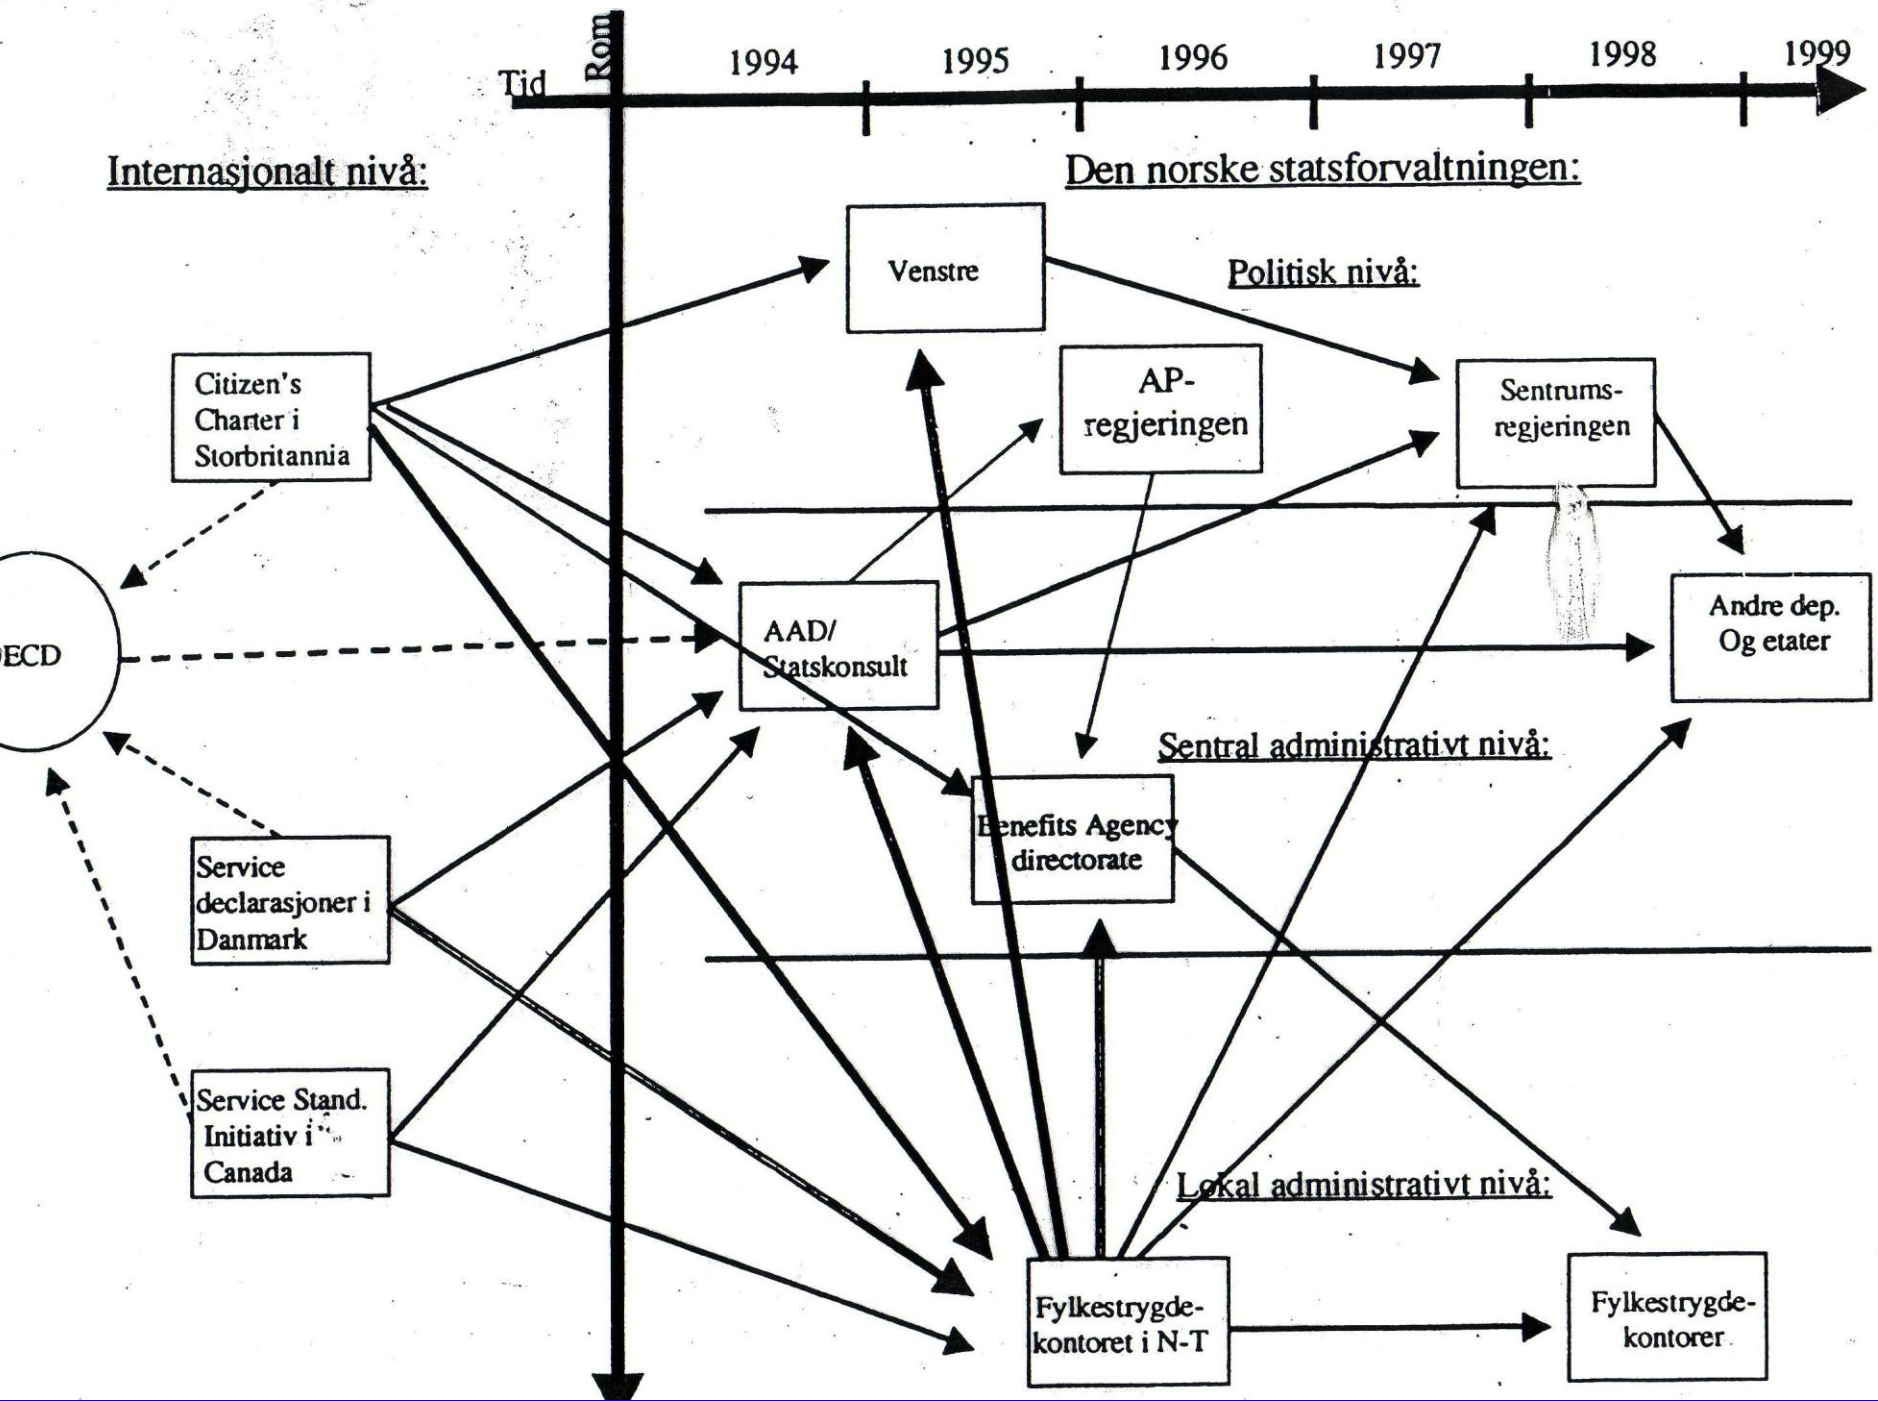 Tid
Rom
1994
1995
1996
1997
1998
1999
Internasjonalt nivå:
Den norske statsforvaltningen:
Venstre
Politisk nivå:
Citizen's
Charter i
Storbritannia
AP-
regjeringen
Sentrums-
regjeringen
ECD
AAD/
Statskonsult
Andre dep.
Og etater
Sentral administrativt nivå:
Benefits Agency
directorate
Service
declarasjoner i
Danmark
Service Stand.
Initiativ i
Canada
Lokal administrativt nivå:
Fylkestrygde-
kontoret i N-T
Fylkestrygde-
kontorer